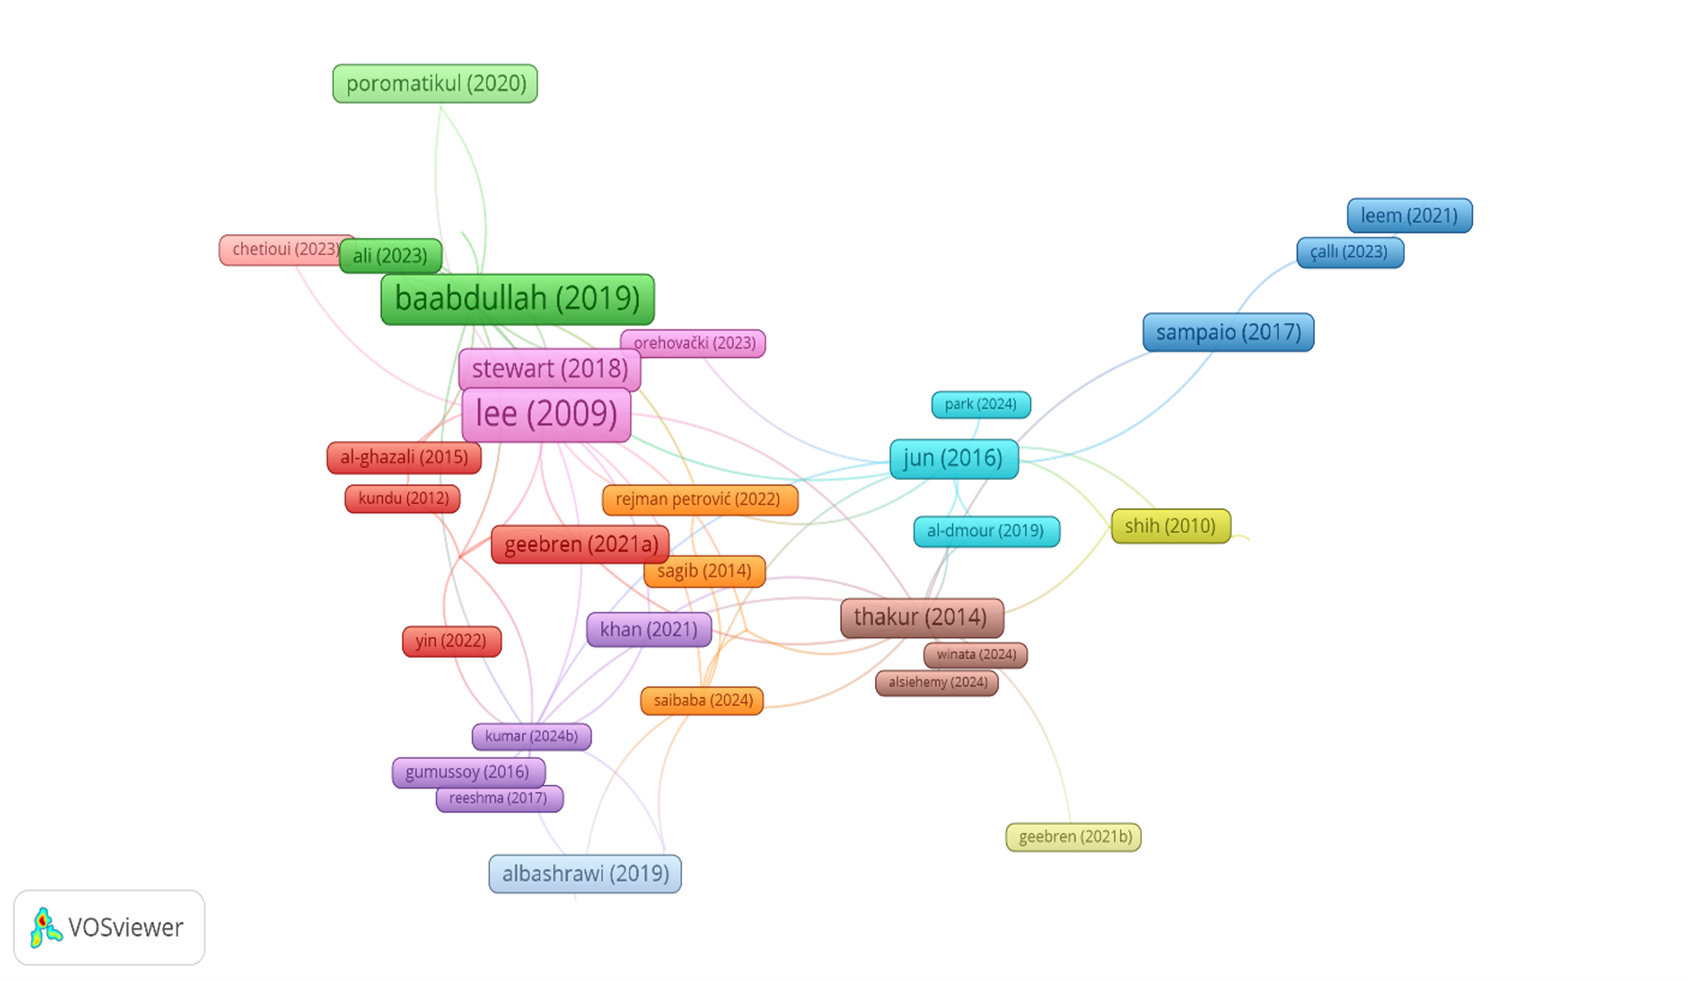 poromatikul (2020)
leem (2021)
chetioui (2023)
ali (2023)
çallı (2023)
baabdullah (2019)
sampaio (2017)
orehovački (2023)
stewart (2018)
park (2024)
lee (2009)
al-ghazali (2015)
jun (2016)
kundu (2012)
rejman petrović (2022)
shih (2010)
al-dmour (2019)
geebren (2021a)
sagib (2014)
thakur (2014)
khan (2021)
yin (2022)
winata (2024)
alsiehemy (2024)
saibaba (2024)
kumar (2024b)
gumussoy (2016)
reeshma (2017)
geebren (2021b)
albashrawi (2019)
VOSviewer